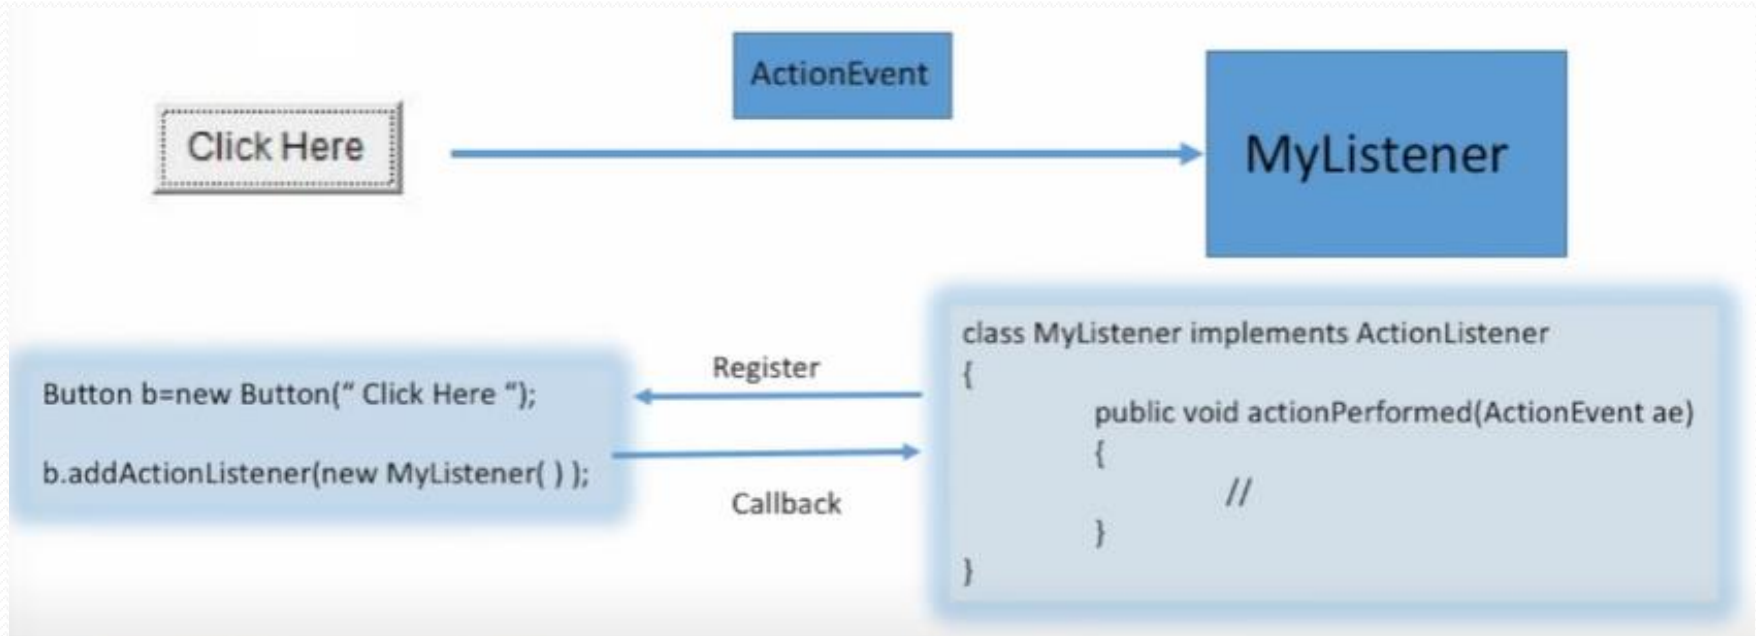 ActionEvent
Click Here
MyListener
Button b=new Button(“ Click Here “);
b.addActionListener(new MyListener( ) );
Register
Callback
class MyListener implements ActionListener
{
public void actionPerformed(ActionEvent ae)
{
//
}
}